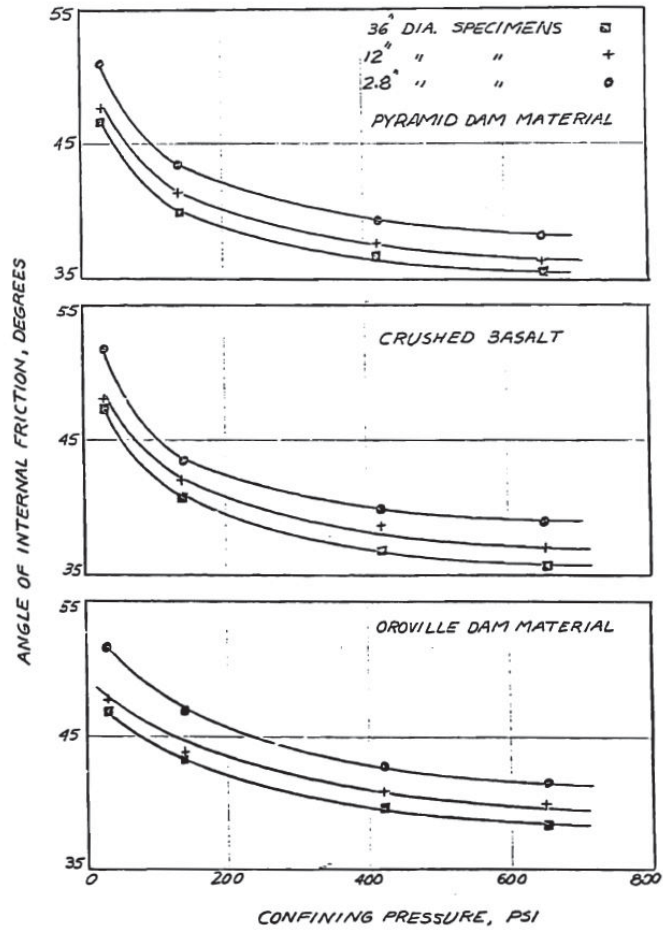 55
36" DIA. SPECIMENS
12" " "
2.8" " "
PYRAMID DAM MATERIAL
45
35
55
CRUSHED BASALT
45
35
55
OROVILLE DAM MATERIAL
45
35
0 200 400 600 800
CONFINING PRESSURE, PSI
ANGLE OF INTERNAL FRICTION, DEGREES